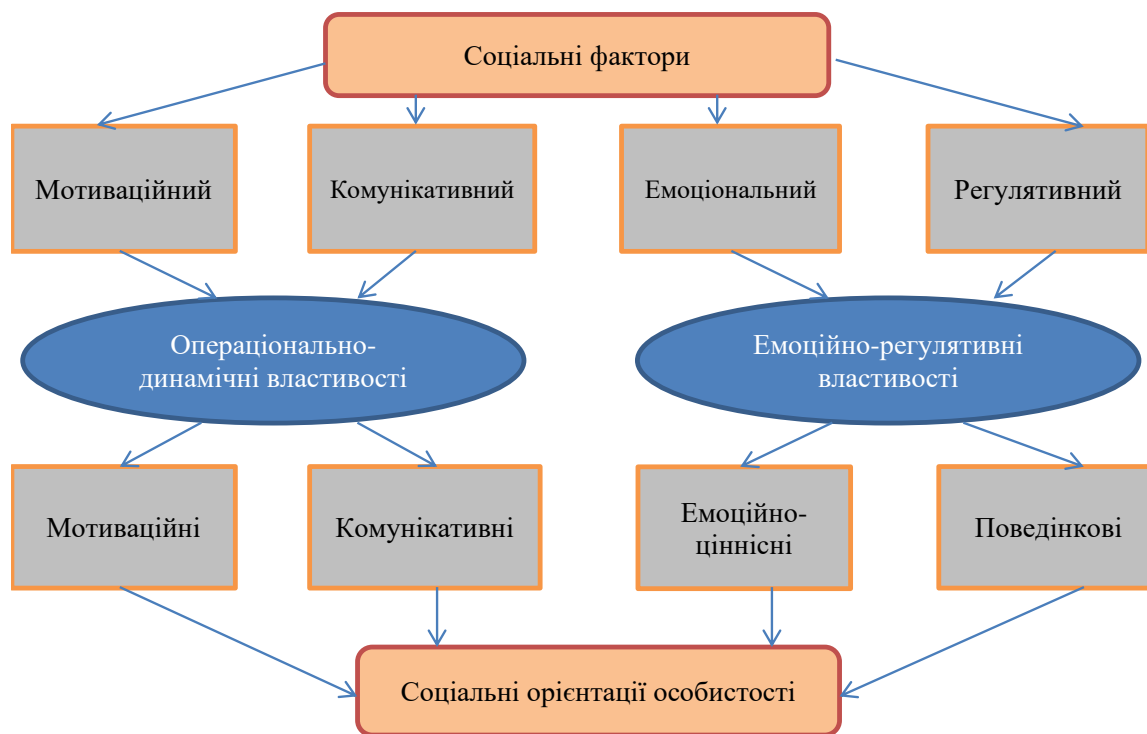 Соціальні фактори
Мотиваційний
Комунікативний
Емоціональний
Регулятивний
Операціонально-
динамічні властивості
Емоційно-регулятивні
властивості
Мотиваційні
Комунікативні
Емоційно-
ціннісні
Поведінкові
Соціальні орієнтації особистості